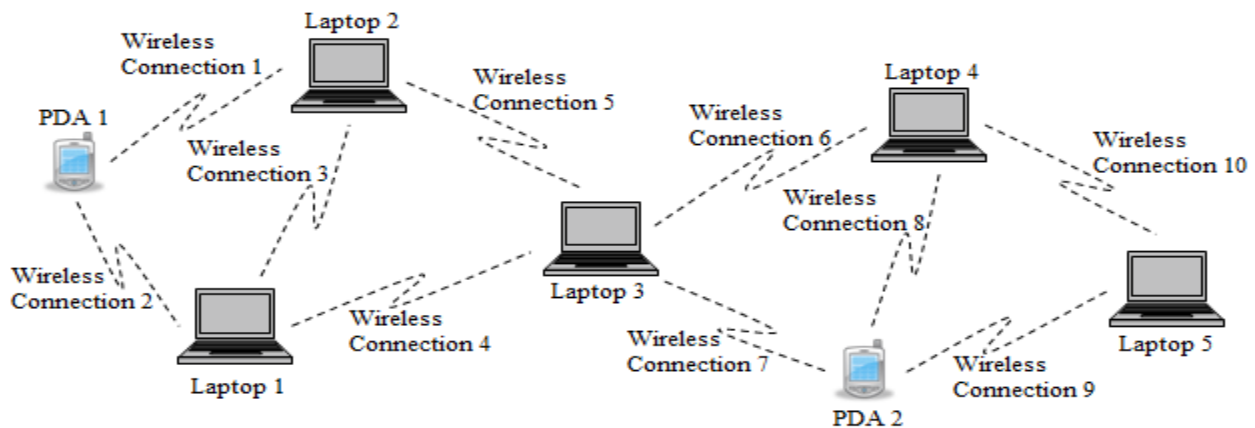 Laptop 2
Wireless
Connection 1
PDA 1
Wireless
Connection 3
Wireless
Connection 5
Laptop 4
Wireless
Connection 6
Wireless
Connection 10
Wireless
Connection 8
Wireless
Connection 2
Laptop 3
Wireless
Connection 4
Laptop 1
Wireless
Connection 7
Wireless
Connection 9
Laptop 5
PDA 2